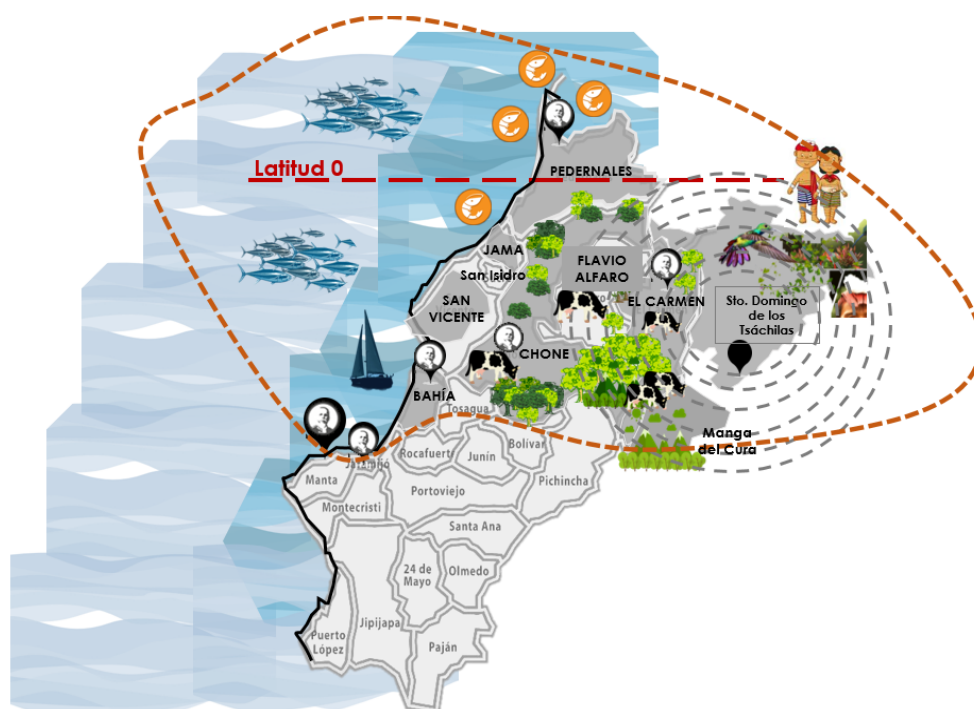 Latitud 0
PEDERNALES
JAMA
San Isidro
FLAVIO
ALFARO
SAN
VICENTE
EL CARMEN
Sto. Domingo
de los
Tsáchilas
CHONE
BAHÍA
Tosagua
Manga
del Cura
Rocafuerte
Junín
Bolívar
Pichincha
Manta
Portoviejo
Montecristi
Santa Ana
24 de
Mayo
Olmedo
Jipijapa
Puerto
López
Paján